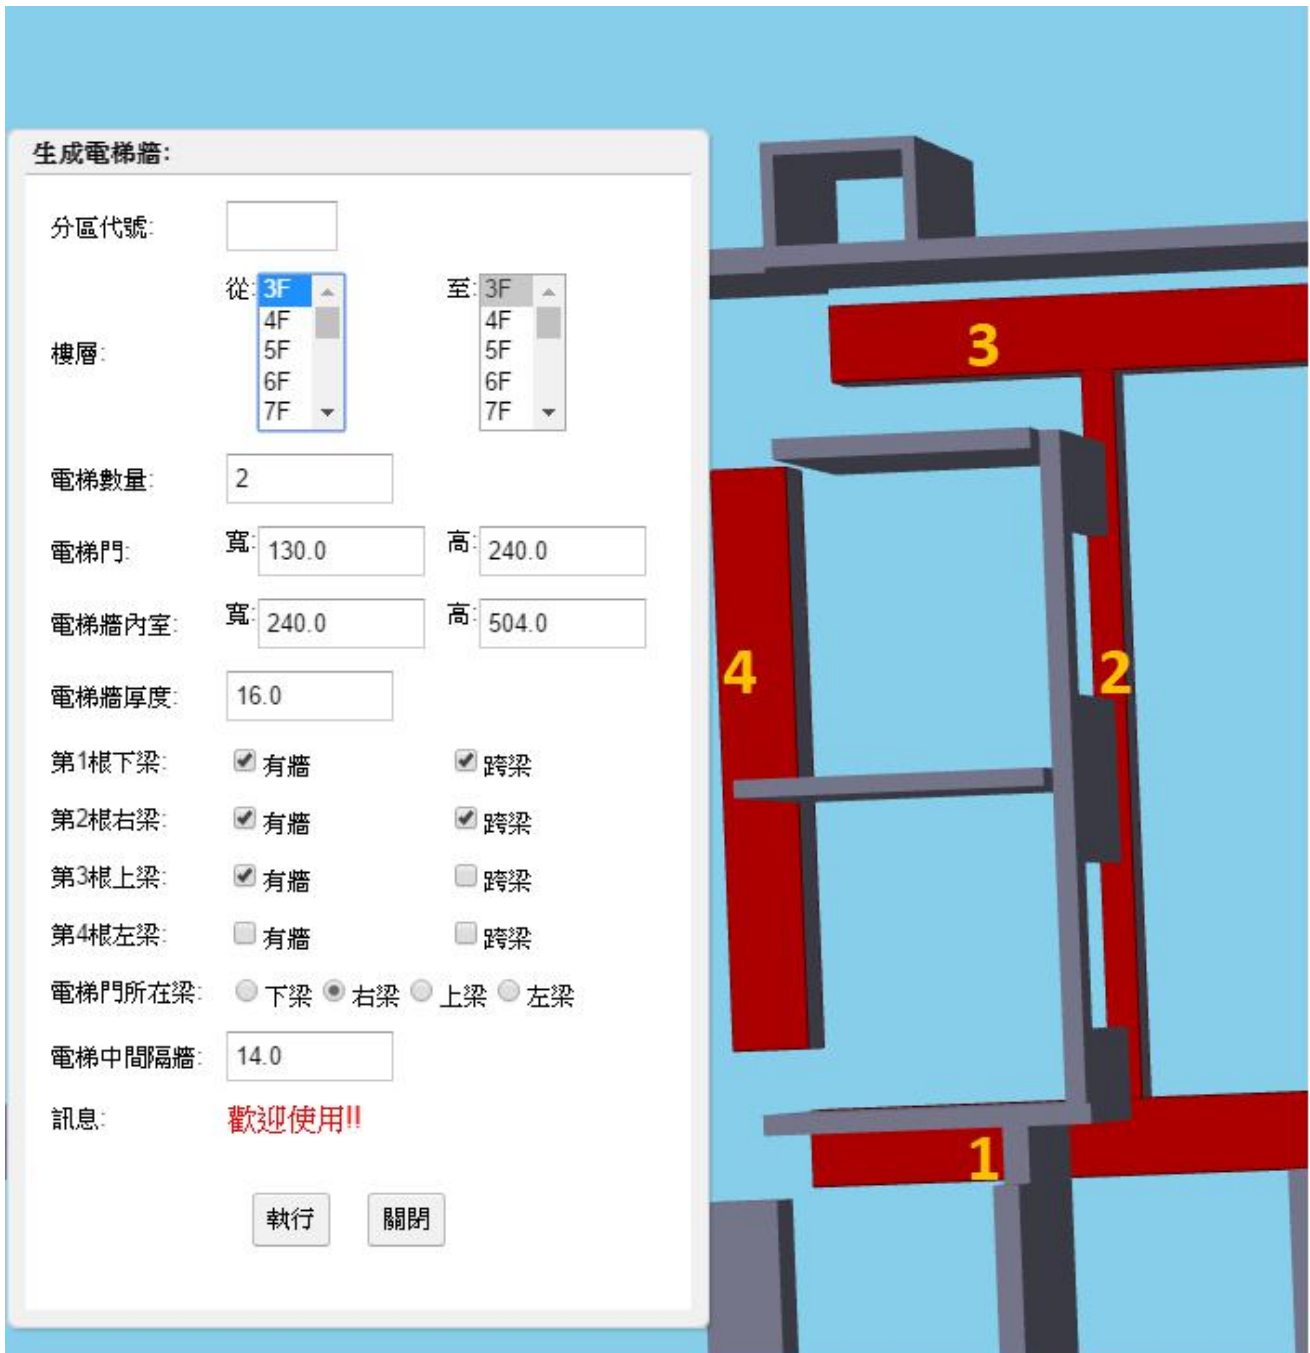 生成電梯牆:
分區代號:
從: 3F 至: 3F
4F 4F
樓層: 5F 5F
6F 6F
7F 7F
電梯數量: 2
電梯門: 寬: 130.0 高: 240.0
電梯牆內室: 寬: 240.0 高: 504.0
電梯牆厚度: 16.0
第1根下梁: 有牆 跨梁
第2根右梁: 有牆 跨梁
第3根上梁: 有牆 跨梁
第4根左梁: 有牆 跨梁
電梯門所在梁: 下梁 右梁 上梁 左梁
電梯中間隔牆: 14.0
訊息: 歡迎使用!!
執行 關閉
3
4
2
1